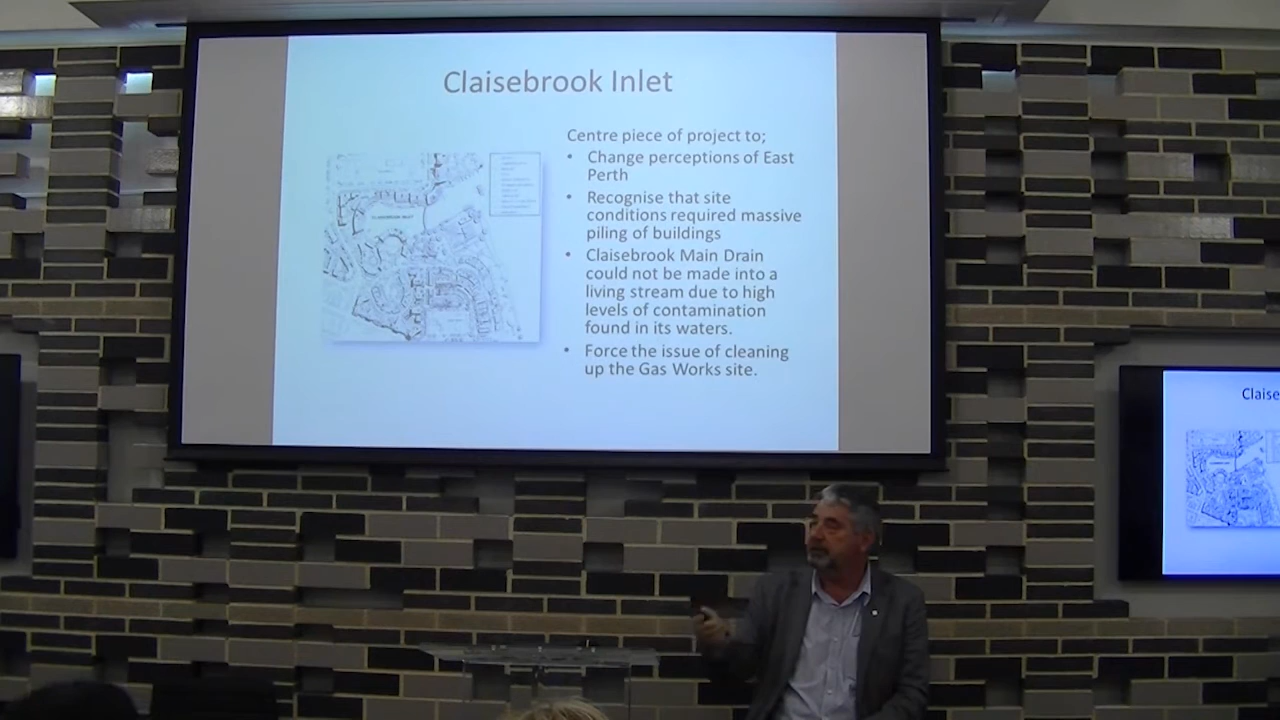 Claisebrook Inlet
Centre piece of project to;
• Change perceptions of East
Perth
• Recognise that site
conditions required massive
piling of buildings
• Claisebrook Main Drain
could not be made into a
living stream due to high
levels of contamination
found in its waters.
• Force the issue of cleaning
up the Gas Works site.
CLAISEBROOK INLET
Claise